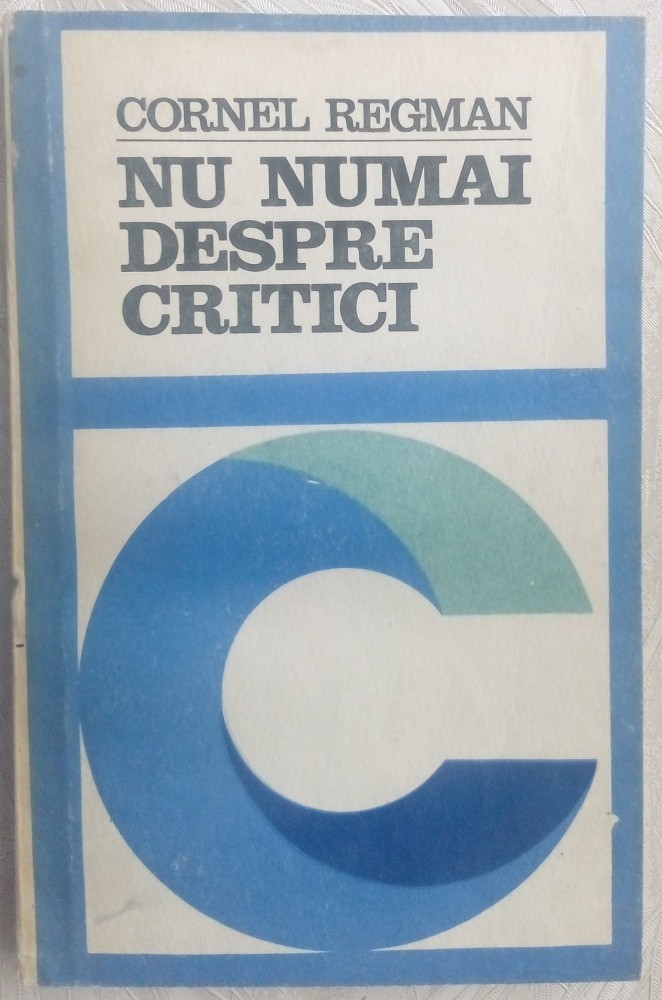 CORNEL REGMAN
NU NUMAI
DESPRE
CRITICI